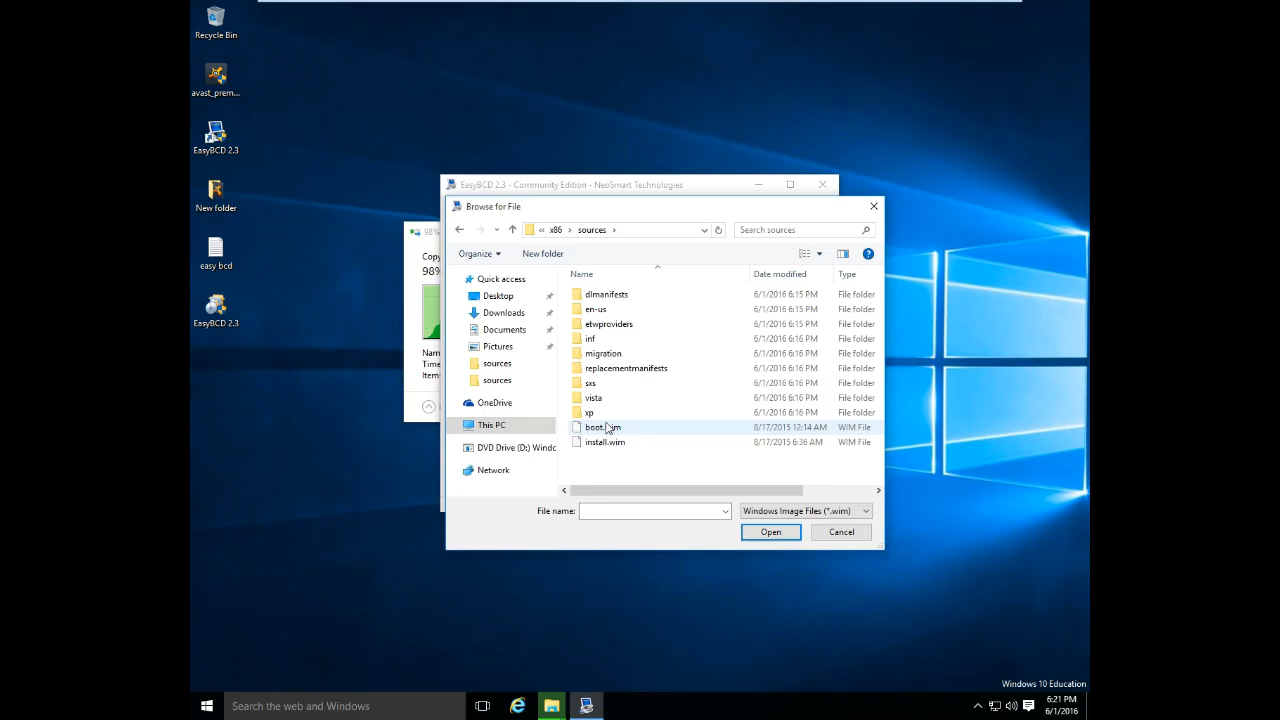 Recycle Bin
avast_prem...
EasyBCD 2.3
New folder
easy bcd
EasyBCD 2.3
EasyBCD 2.3 - Community Edition - NeoSmart Technologies
98%
Copy
98%
Nam
Time
Items
Browse for File
« x86 › sources ›
Search sources
Organize
New folder
Name Date modified Type
Quick access
Desktop
Downloads
Documents
Pictures
sources
sources
OneDrive
This PC
DVD Drive (D:) Windo
Network
dlmanifests 6/1/2016 6:15 PM File folder
en-us 6/1/2016 6:15 PM File folder
etwproviders 6/1/2016 6:15 PM File folder
inf 6/1/2016 6:16 PM File folder
migration 6/1/2016 6:16 PM File folder
replacementmanifests 6/1/2016 6:16 PM File folder
sxs 6/1/2016 6:16 PM File folder
vista 6/1/2016 6:16 PM File folder
xp 6/1/2016 6:16 PM File folder
boot.wim 8/17/2015 12:14 AM WIM File
install.wim 8/17/2015 6:36 AM WIM File
File name:
Windows Image Files (*.wim)
Open
Cancel
Windows 10 Education
Search the web and Windows
6:21 PM
6/1/2016